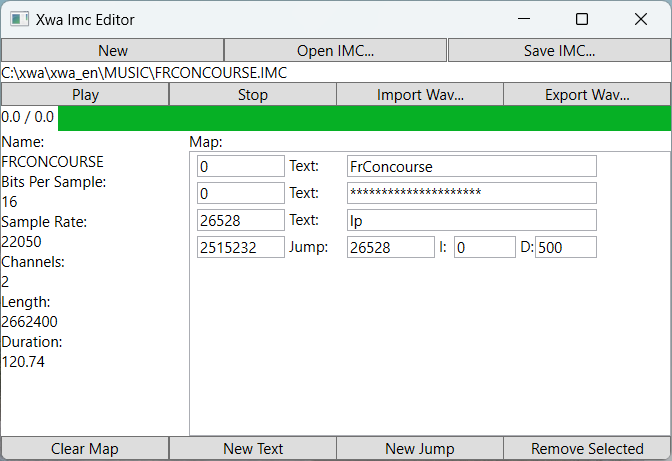 Xwa Imc Editor
New Open IMC... Save IMC...
C:\xwa\xwa_en\MUSIC\FRCONCOURSE.IMC
Play Stop Import Wav... Export Wav...
0.0 / 0.0
Name: Map:
FRCONCOURSE 0 Text: FrConcourse
Bits Per Sample:
16 0 Text: *********************
Sample Rate: 26528 Text: lp
22050 2515232 Jump: 26528 I: 0 D: 500
Channels:
2
Length:
2662400
Duration:
120.74
Clear Map New Text New Jump Remove Selected